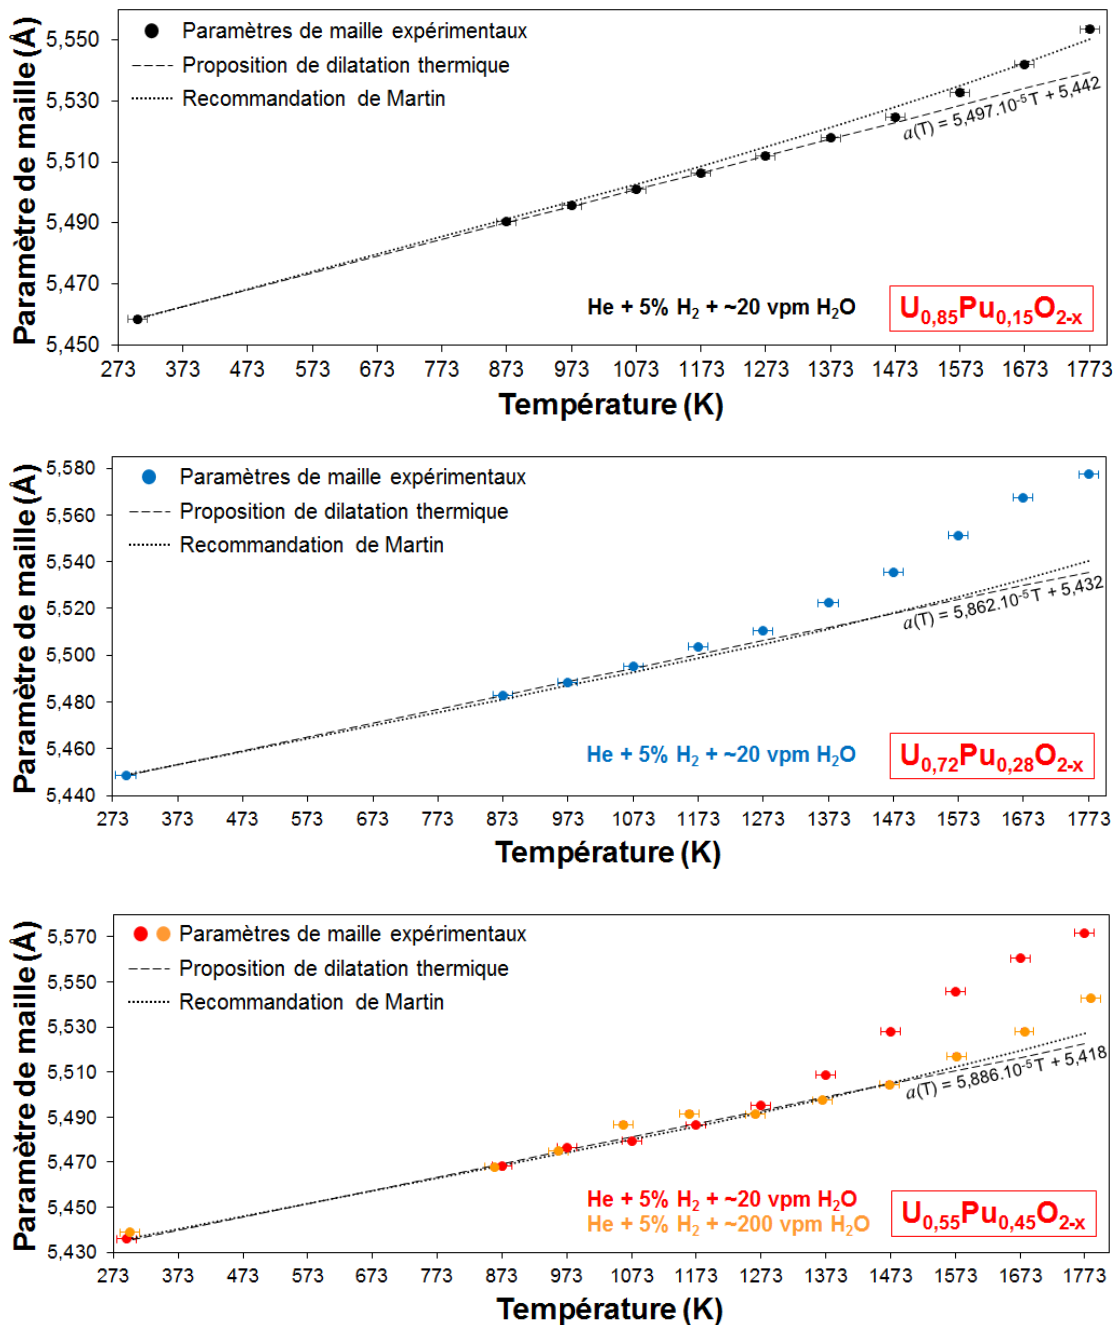 Paramètre de maille (Å)
5,550
5,530
5,510
5,490
5,470
5,450
Paramètres de maille expérimentaux
Proposition de dilatation thermique
Recommandation de Martin
a(T) = 5,497.10⁻⁵T + 5,442
He + 5% H₂ + ~20 vpm H₂O
U₀,₈₅Pu₀,₁₅O₂₋ₓ
273 373 473 573 673 773 873 973 1073 1173 1273 1373 1473 1573 1673 1773
Température (K)
Paramètre de maille (Å)
5,580
5,560
5,540
5,520
5,500
5,480
5,460
5,440
Paramètres de maille expérimentaux
Proposition de dilatation thermique
Recommandation de Martin
a(T) = 5,862.10⁻⁵T + 5,432
He + 5% H₂ + ~20 vpm H₂O
U₀,₇₂Pu₀,₂₈O₂₋ₓ
273 373 473 573 673 773 873 973 1073 1173 1273 1373 1473 1573 1673 1773
Température (K)
Paramètre de maille (Å)
5,570
5,550
5,530
5,510
5,490
5,470
5,450
5,430
Paramètres de maille expérimentaux
Proposition de dilatation thermique
Recommandation de Martin
a(T) = 5,886.10⁻⁵T + 5,418
He + 5% H₂ + ~20 vpm H₂O
He + 5% H₂ + ~200 vpm H₂O
U₀,₅₅Pu₀,₄₅O₂₋ₓ
273 373 473 573 673 773 873 973 1073 1173 1273 1373 1473 1573 1673 1773
Température (K)